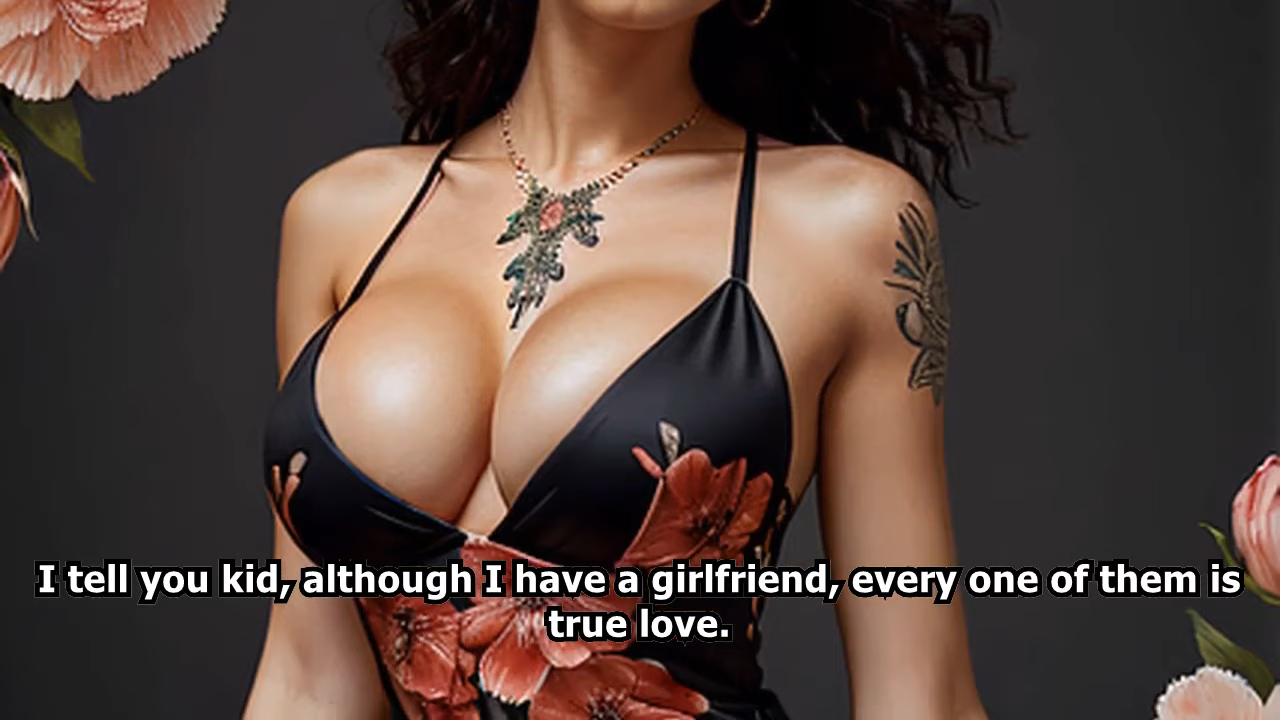 I tell you kid, although I have a girlfriend, every one of them is
true love.